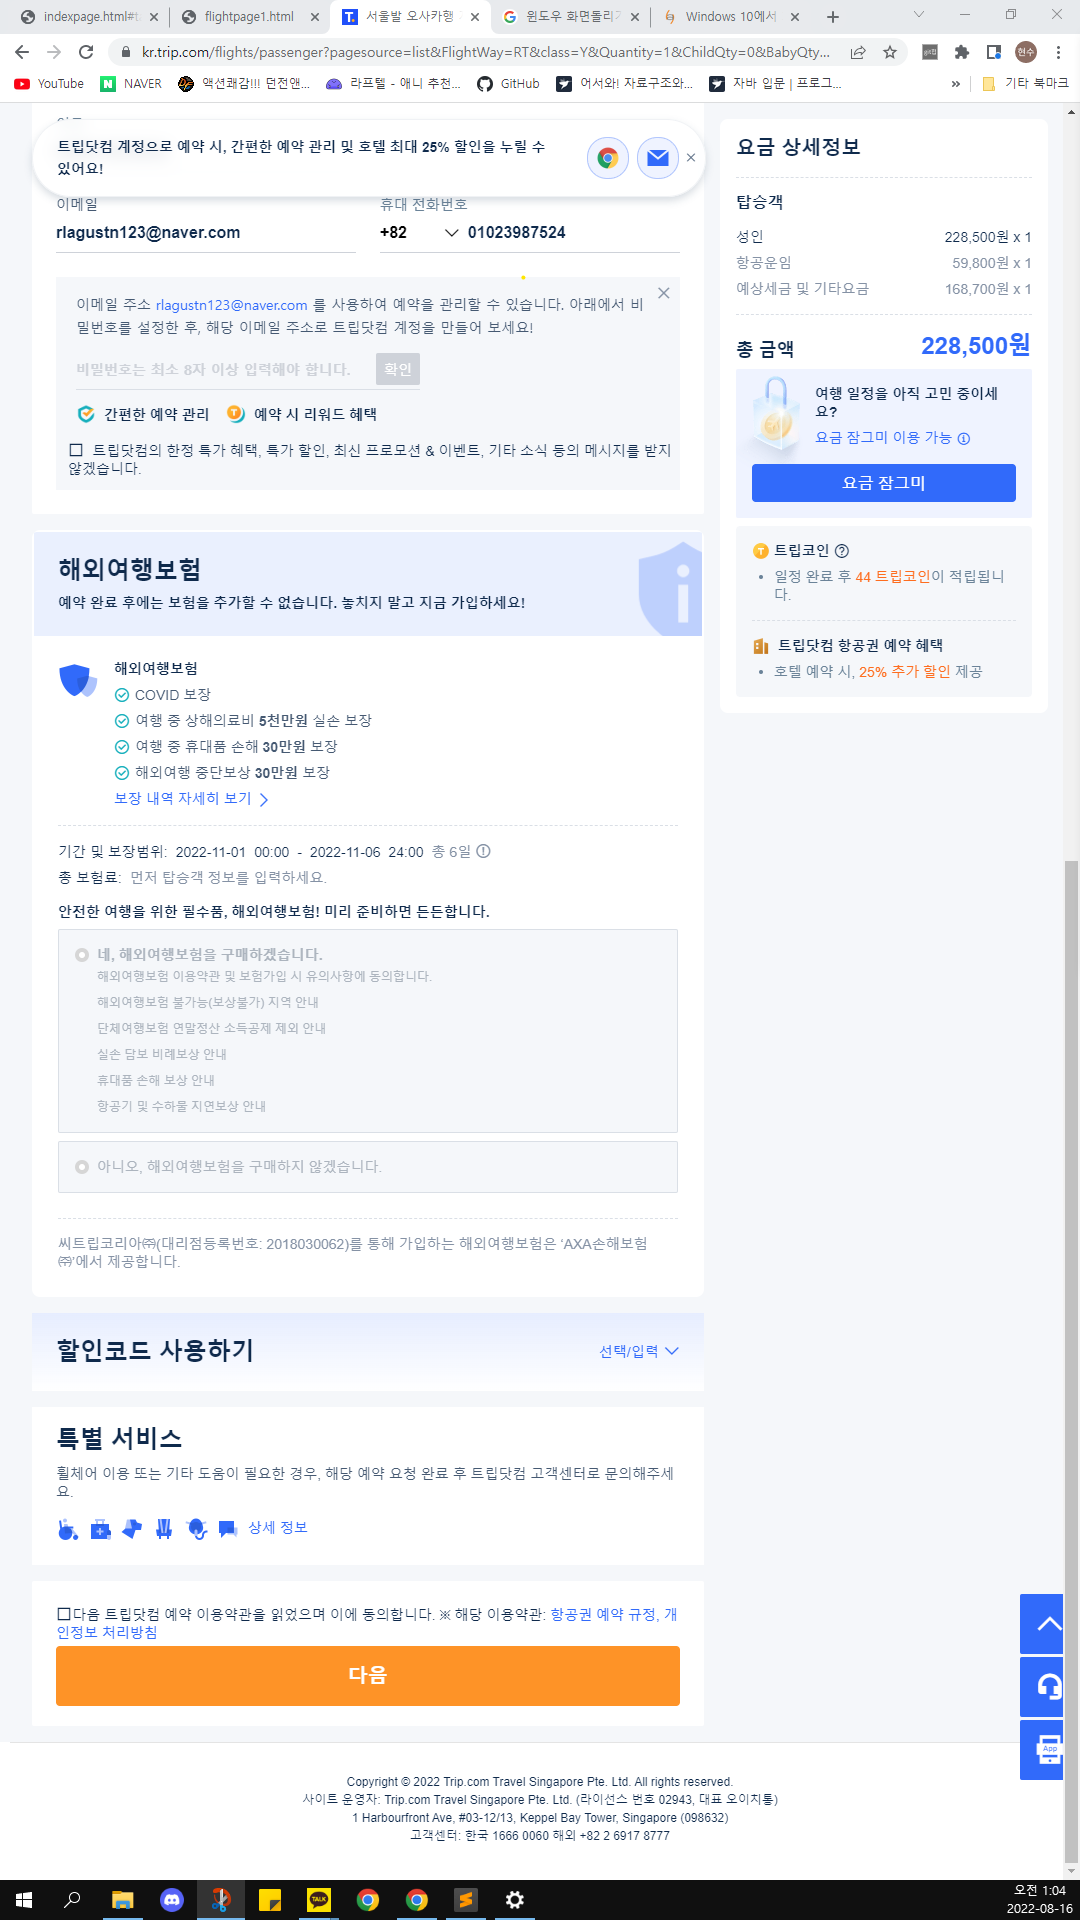 indexpage.html#t
flightpage1.html
서울발 오사카행
윈도우 화면돌리기
Windows 10에서
kr.trip.com/flights/passenger?pagesource=list&FlightWay=RT&class=Y&Quantity=1&ChildQty=0&BabyQty...
현수
YouTube
NAVER
액션쾌감!!! 던전앤...
라프텔 - 애니 추천...
GitHub
어서와! 자료구조와...
자바 입문 | 프로그...
»
기타 북마크
트립닷컴 계정으로 예약 시, 간편한 예약 관리 및 호텔 최대 25% 할인을 누릴 수
있어요!
이메일
휴대 전화번호
rlagustn123@naver.com
+82
01023987524
이메일 주소 rlagustn123@naver.com 를 사용하여 예약을 관리할 수 있습니다. 아래에서 비
밀번호를 설정한 후, 해당 이메일 주소로 트립닷컴 계정을 만들어 보세요!
비밀번호는 최소 8자 이상 입력해야 합니다.
확인
간편한 예약 관리
예약 시 리워드 혜택
트립닷컴의 한정 특가 혜택, 특가 할인, 최신 프로모션 & 이벤트, 기타 소식 등의 메시지를 받지
않겠습니다.
해외여행보험
예약 완료 후에는 보험을 추가할 수 없습니다. 놓치지 말고 지금 가입하세요!
해외여행보험
COVID 보장
여행 중 상해의료비 5천만원 실손 보장
여행 중 휴대품 손해 30만원 보장
해외여행 중단보상 30만원 보장
보장 내역 자세히 보기
기간 및 보장범위: 2022-11-01 00:00 - 2022-11-06 24:00 총 6일
총 보험료: 먼저 탑승객 정보를 입력하세요.
안전한 여행을 위한 필수품, 해외여행보험! 미리 준비하면 든든합니다.
네, 해외여행보험을 구매하겠습니다.
해외여행보험 이용약관 및 보험가입 시 유의사항에 동의합니다.
해외여행보험 불가능(보상불가) 지역 안내
단체여행보험 연말정산 소득공제 제외 안내
실손 담보 비례보상 안내
휴대품 손해 보상 안내
항공기 및 수하물 지연보상 안내
아니오, 해외여행보험을 구매하지 않겠습니다.
씨트립코리아㈜(대리점등록번호: 2018030062)를 통해 가입하는 해외여행보험은 ‘AXA손해보험
㈜’에서 제공합니다.
할인코드 사용하기
선택/입력
특별 서비스
휠체어 이용 또는 기타 도움이 필요한 경우, 해당 예약 요청 완료 후 트립닷컴 고객센터로 문의해주세
요.
상세 정보
다음 트립닷컴 예약 이용약관을 읽었으며 이에 동의합니다. ※ 해당 이용약관: 항공권 예약 규정, 개
인정보 처리방침
다음
요금 상세정보
탑승객
성인
228,500원 x 1
항공운임
59,800원 x 1
예상세금 및 기타요금
168,700원 x 1
총 금액
228,500원
여행 일정을 아직 고민 중이세
요?
요금 잠그미 이용 가능
요금 잠그미
트립코인
• 일정 완료 후 44 트립코인이 적립됩니
다.
트립닷컴 항공권 예약 혜택
• 호텔 예약 시, 25% 추가 할인 제공
App
Copyright © 2022 Trip.com Travel Singapore Pte. Ltd. All rights reserved.
사이트 운영자: Trip.com Travel Singapore Pte. Ltd. (라이선스 번호 02943, 대표 오이치통)
1 Harbourfront Ave, #03-12/13, Keppel Bay Tower, Singapore (098632)
고객센터: 한국 1666 0060 해외 +82 2 6917 8777
TALK
오전 1:04
2022-08-16